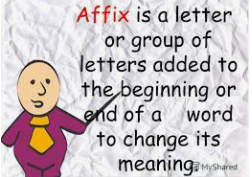 Affix is a letter
or group of
letters added to
the beginning or
end of a word
to change its
meaning.
MyShared